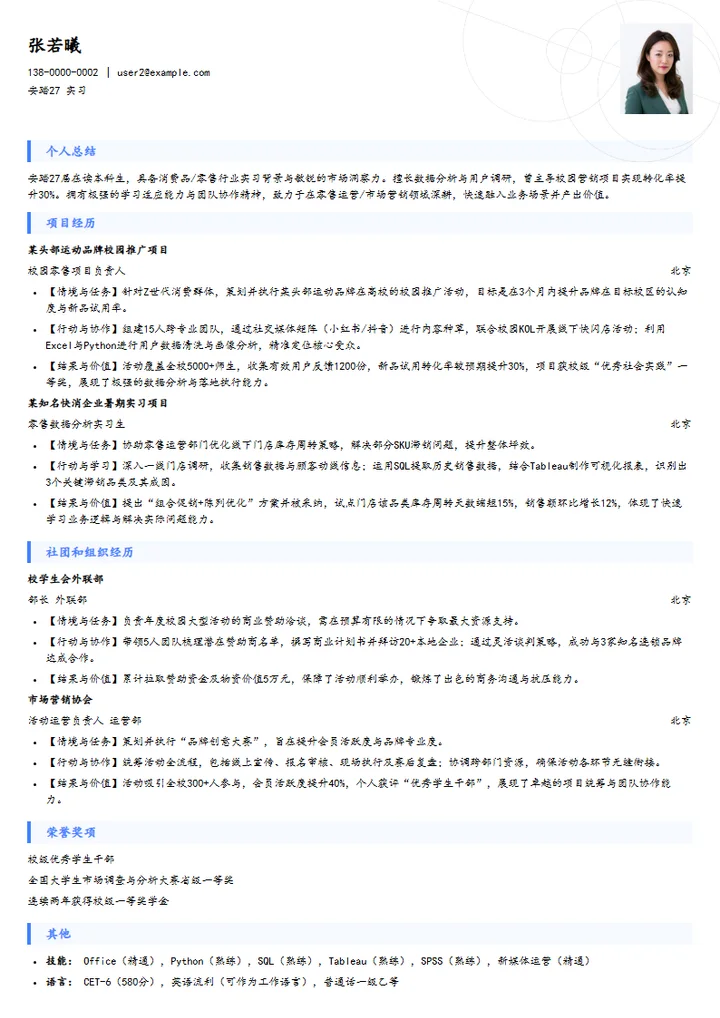 张若曦
138-0000-0002 | user2@example.com
安踏27 实习
个人总结
安踏27届在读本科生，具备消费品/零售行业实习背景与敏锐的市场洞察力。擅长数据分析与用户调研，曾主导校园营销项目实现转化率提
升30%。拥有极强的学习适应能力与团队协作精神，致力于在零售运营/市场营销领域深耕，快速融入业务场景并产出价值。
项目经历
某头部运动品牌校园推广项目
校园零售项目负责人 北京
• 【情境与任务】针对Z世代消费群体，策划并执行某头部运动品牌在高校的校园推广活动，目标是在3个月内提升品牌在目标校区的认知
度与新品试用率。
• 【行动与协作】组建15人跨专业团队，通过社交媒体矩阵（小红书/抖音）进行内容种草，联合校园KOL开展线下快闪店活动；利用
Excel与Python进行用户数据清洗与画像分析，精准定位核心受众。
• 【结果与价值】活动覆盖全校5000+师生，收集有效用户反馈1200份，新品试用转化率较预期提升30%，项目获校级“优秀社会实践”一
等奖，展现了极强的数据分析与落地执行能力。
某知名快消企业暑期实习项目
零售数据分析实习生 北京
• 【情境与任务】协助零售运营部门优化线下门店库存周转策略，解决部分SKU滞销问题，提升整体坪效。
• 【行动与学习】深入一线门店调研，收集销售数据与顾客动线信息；运用SQL提取历史销售数据，结合Tableau制作可视化报表，识别出
3个关键滞销品类及其成因。
• 【结果与价值】提出“组合促销+陈列优化”方案并被采纳，试点门店该品类库存周转天数缩短15%，销售额环比增长12%，体现了快速
学习业务逻辑与解决实际问题能力。
社团和组织经历
校学生会外联部
部长 外联部 北京
• 【情境与任务】负责年度校园大型活动的商业赞助洽谈，需在预算有限的情况下争取最大资源支持。
• 【行动与协作】带领5人团队梳理潜在赞助商名单，撰写商业计划书并拜访20+本地企业；通过灵活谈判策略，成功与3家知名连锁品牌
达成合作。
• 【结果与价值】累计拉取赞助资金及物资价值5万元，保障了活动顺利举办，锻炼了出色的商务沟通与抗压能力。
市场营销协会
活动运营负责人 运营部 北京
• 【情境与任务】策划并执行“品牌创意大赛”，旨在提升会员活跃度与品牌专业度。
• 【行动与协作】统筹活动全流程，包括线上宣传、报名审核、现场执行及赛后复盘；协调跨部门资源，确保活动各环节无缝衔接。
• 【结果与价值】活动吸引全校300+人参与，会员活跃度提升40%，个人获评“优秀学生干部”，展现了卓越的项目统筹与团队协作能
力。
荣誉奖项
校级优秀学生干部
全国大学生市场调查与分析大赛省级一等奖
连续两年获得校级一等奖学金
其他
• 技能： Office（精通），Python（熟练），SQL（熟练），Tableau（熟练），SPSS（熟练），新媒体运营（精通）
• 语言： CET-6（580分），英语流利（可作为工作语言），普通话一级乙等